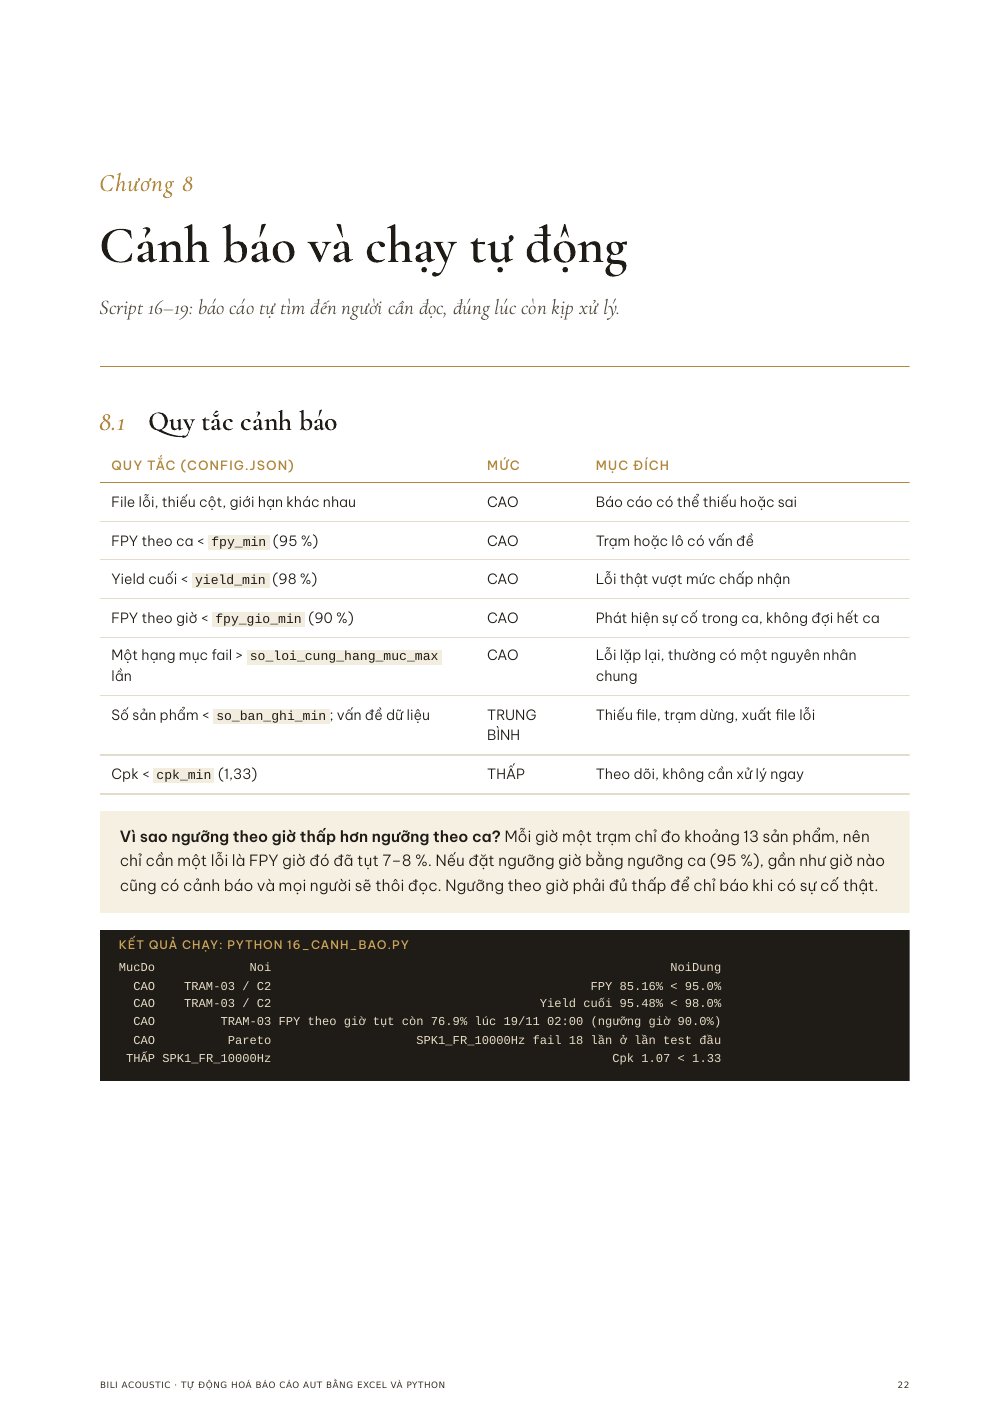 Chương 8
Cảnh báo và chạy tự động
Script 16–19: báo cáo tự tìm đến người cần đọc, đúng lúc còn kịp xử lý.
8.1 Quy tắc cảnh báo
QUY TẮC (CONFIG.JSON) MỨC MỤC ĐÍCH
File lỗi, thiếu cột, giới hạn khác nhau CAO Báo cáo có thể thiếu hoặc sai
FPY theo ca < fpy_min (95 %) CAO Trạm hoặc lô có vấn đề
Yield cuối < yield_min (98 %) CAO Lỗi thật vượt mức chấp nhận
FPY theo giờ < fpy_gio_min (90 %) CAO Phát hiện sự cố trong ca, không đợi hết ca
Một hạng mục fail > so_loi_cung_hang_muc_max CAO Lỗi lặp lại, thường có một nguyên nhân
lần chung
Số sản phẩm < so_ban_ghi_min; vấn đề dữ liệu TRUNG Thiếu file, trạm dừng, xuất file lỗi
BÌNH
Cpk < cpk_min (1,33) THẤP Theo dõi, không cần xử lý ngay
Vì sao ngưỡng theo giờ thấp hơn ngưỡng theo ca? Mỗi giờ một trạm chỉ đo khoảng 13 sản phẩm, nên
chỉ cần một lỗi là FPY giờ đó đã tụt 7–8 %. Nếu đặt ngưỡng giờ bằng ngưỡng ca (95 %), gần như giờ nào
cũng có cảnh báo và mọi người sẽ thôi đọc. Ngưỡng theo giờ phải đủ thấp để chỉ báo khi có sự cố thật.
KẾT QUẢ CHẠY: PYTHON 16_CANH_BAO.PY
MucDo Noi NoiDung
CAO TRAM-03 / C2 FPY 85.16% < 95.0%
CAO TRAM-03 / C2 Yield cuối 95.48% < 98.0%
CAO TRAM-03 FPY theo giờ tụt còn 76.9% lúc 19/11 02:00 (ngưỡng giờ 90.0%)
CAO Pareto SPK1_FR_10000Hz fail 18 lần ở lần test đầu
THẤP SPK1_FR_10000Hz Cpk 1.07 < 1.33
BILI ACOUSTIC · TỰ ĐỘNG HOÁ BÁO CÁO AUT BẰNG EXCEL VÀ PYTHON 22